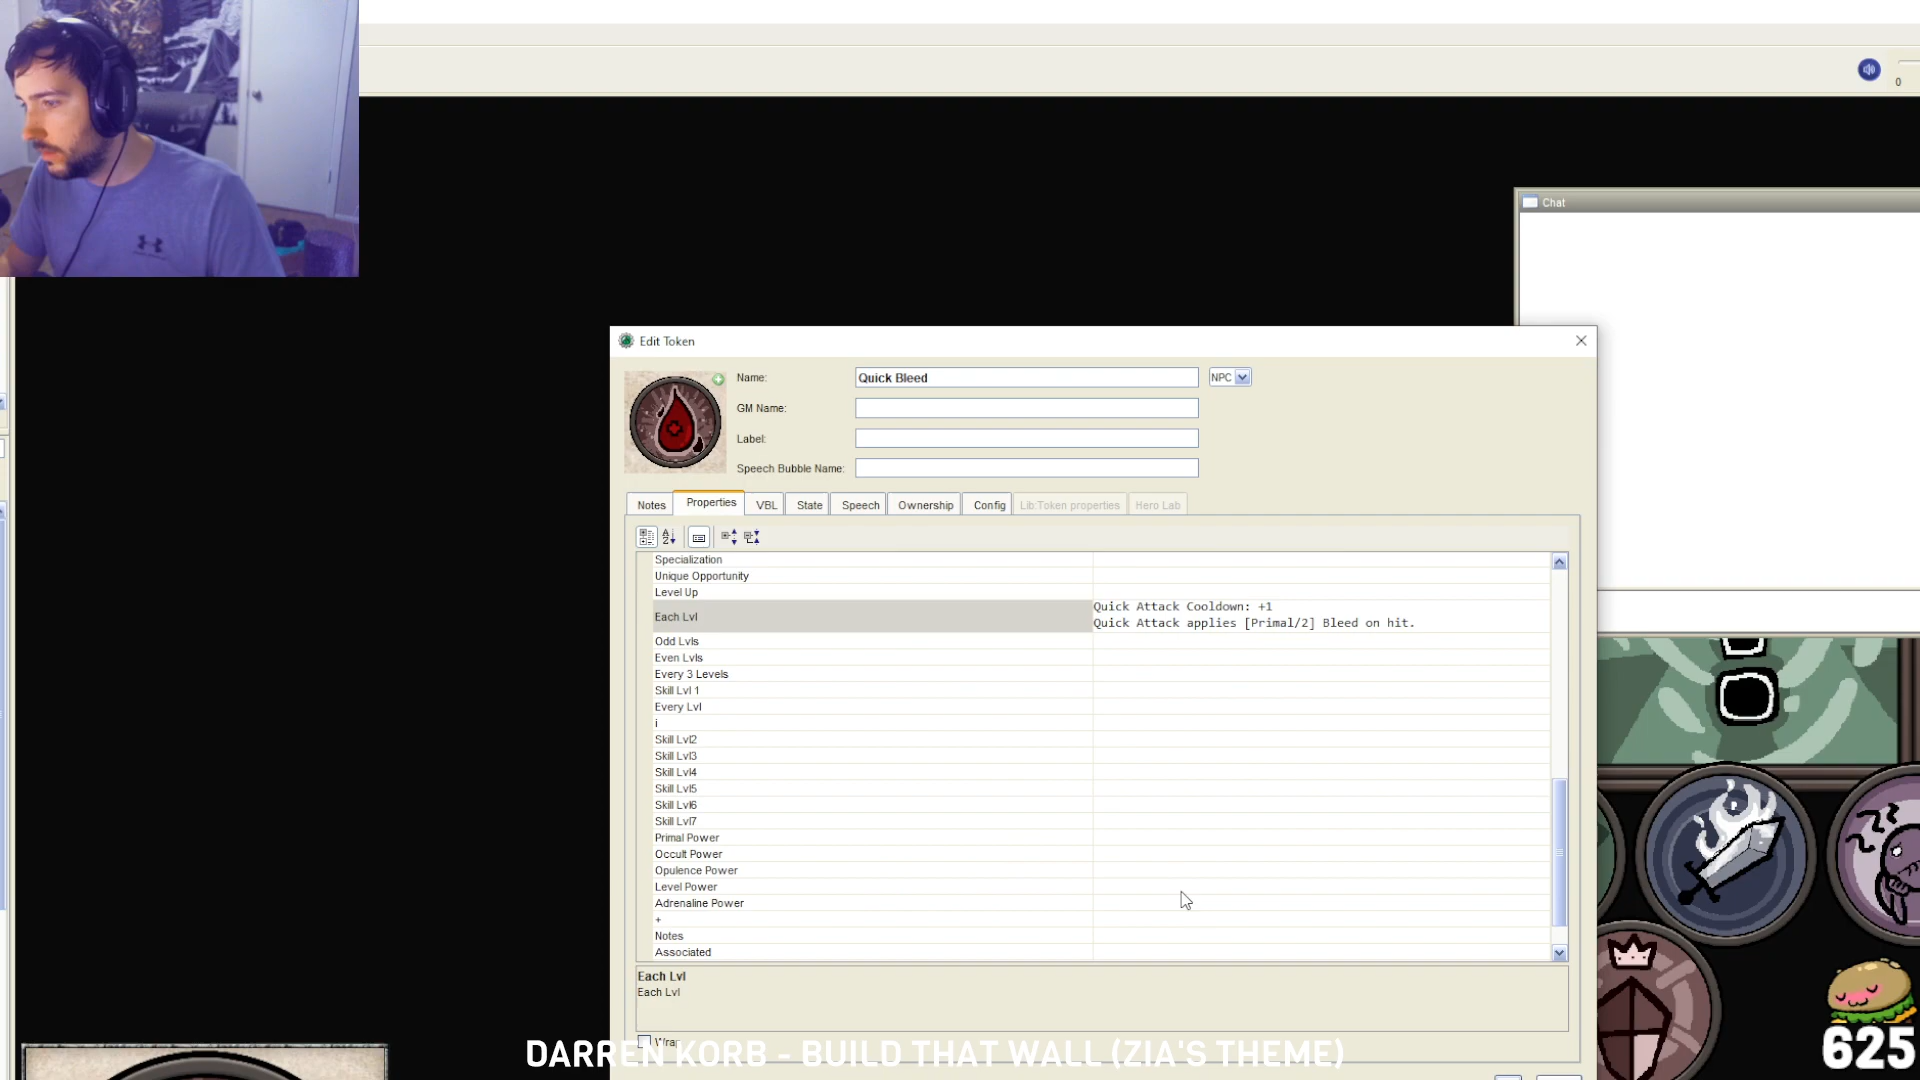 0
Chat
Edit Token
Name:
Quick Bleed
NPC
GM Name:
Label:
Speech Bubble Name:
Notes
Properties
VBL
State
Speech
Ownership
Config
Lib:Token properties
Hero Lab
Specialization
Unique Opportunity
Level Up
Each Lvl
Quick Attack Cooldown: +1
Quick Attack applies [Primal/2] Bleed on hit.
Odd Lvls
Even Lvls
Every 3 Levels
Skill Lvl 1
Every Lvl
i
Skill Lvl2
Skill Lvl3
Skill Lvl4
Skill Lvl5
Skill Lvl6
Skill Lvl7
Primal Power
Occult Power
Opulence Power
Level Power
Adrenaline Power
+
Notes
Associated
Each Lvl
Each Lvl
Wrap
DARREN KORB - BUILD THAT WALL (ZIA'S THEME)
625